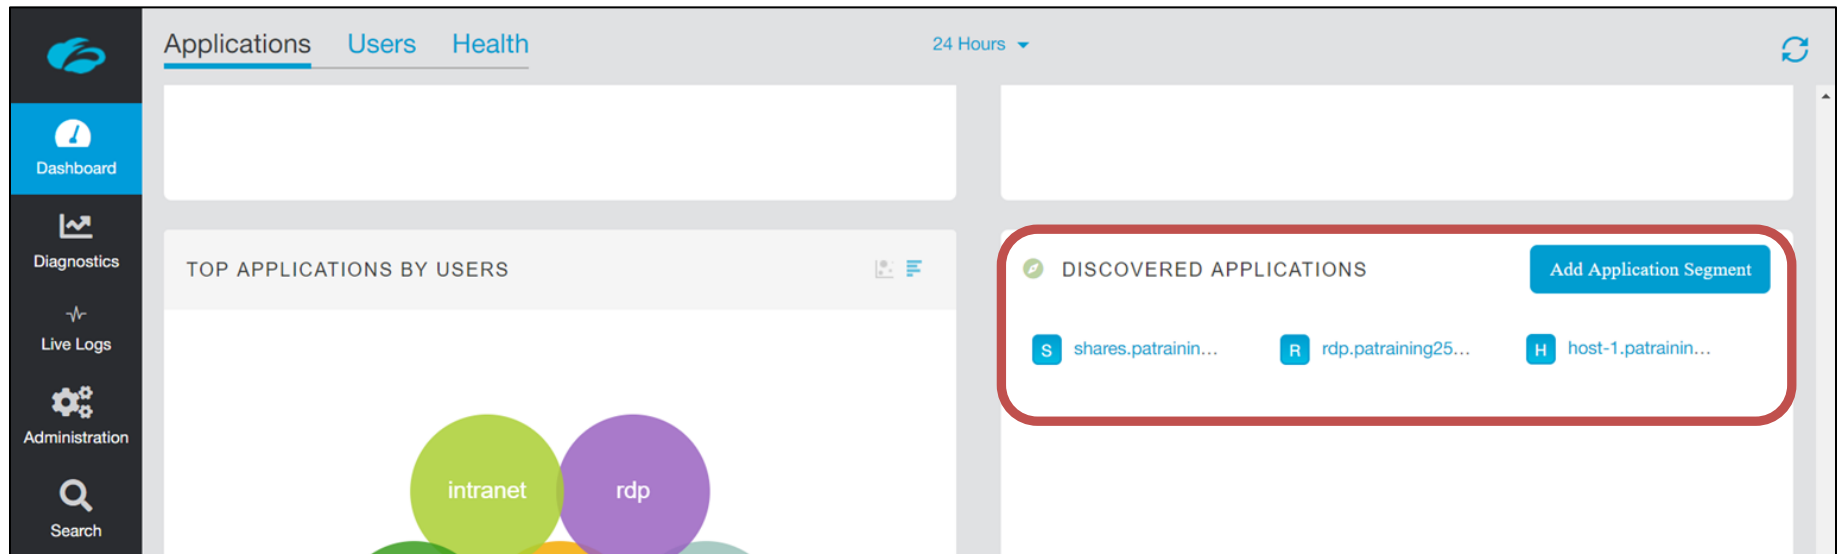 Applications Users Health
24 Hours
Dashboard
Diagnostics
Live Logs
Administration
Search
TOP APPLICATIONS BY USERS
intranet
rdp
DISCOVERED APPLICATIONS
Add Application Segment
S shares.patrainin...
R rdp.patraining25...
H host-1.patrainin...